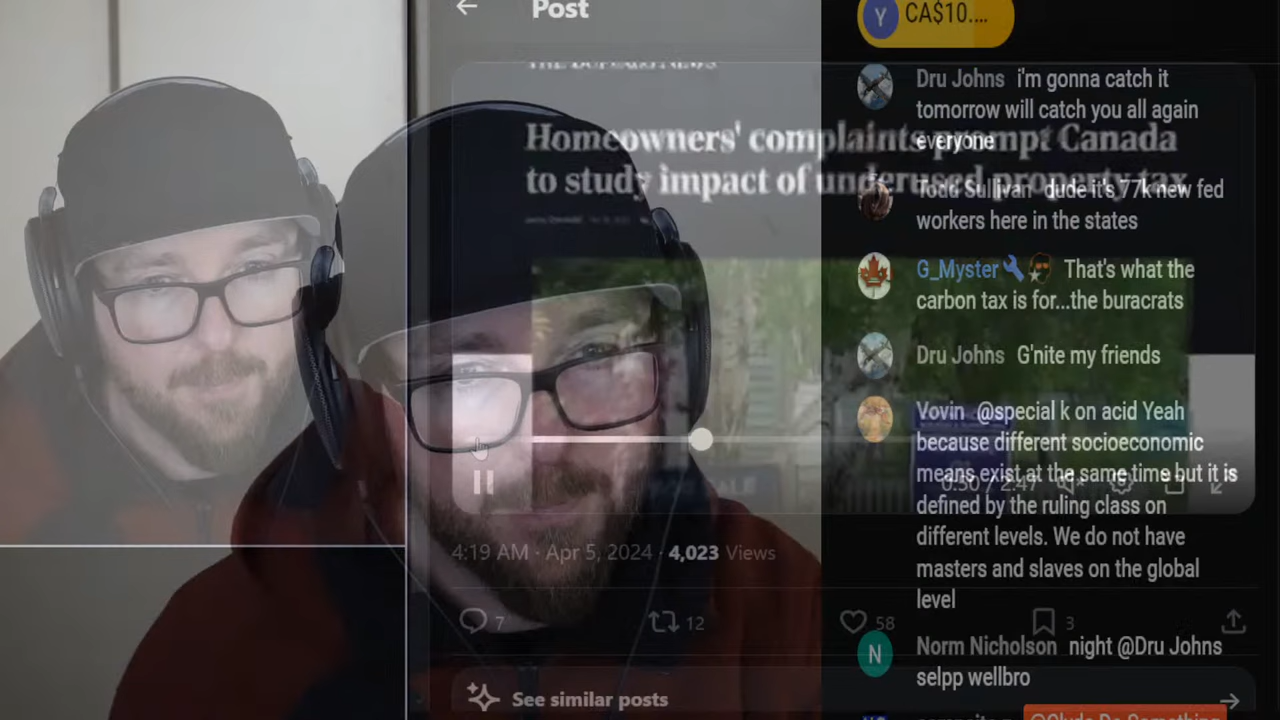 Post
THE BUFFALO NEWS
Homeowners' complaints prompt Canada
to study impact of underused property tax
SALE
0:50 / 2:47
4:19 AM · Apr 5, 2024 · 4,023 Views
7
12
58
3
See similar posts
Y
CA$10....
Dru Johns i'm gonna catch it
tomorrow will catch you all again
everyone
Todd Sullivan dude it's 77k new fed
workers here in the states
G_Myster That's what the
carbon tax is for...the buracrats
Dru Johns G'nite my friends
Vovin @special k on acid Yeah
because different socioeconomic
means exist at the same time but it is
defined by the ruling class on
different levels. We do not have
masters and slaves on the global
level
N
Norm Nicholson night @Dru Johns
selpp wellbro